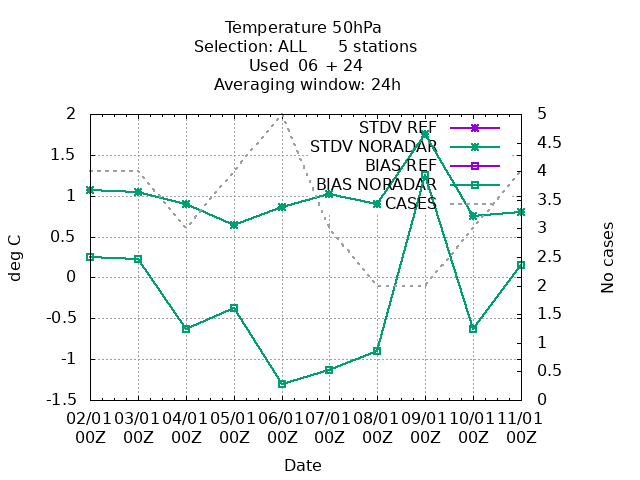 Temperature 50hPa
Selection: ALL      5 stations
Used  06 + 24
Averaging window: 24h
2
1.5
1
0.5
0
-0.5
-1
-1.5
deg C
5
4.5
4
3.5
3
2.5
2
1.5
1
0.5
0
No cases
STDV REF
STDV NORADAR
BIAS REF
BIAS NORADAR
CASES
02/01 03/01 04/01 05/01 06/01 07/01 08/01 09/01 10/01 11/01
00Z 00Z 00Z 00Z 00Z 00Z 00Z 00Z 00Z 00Z
Date